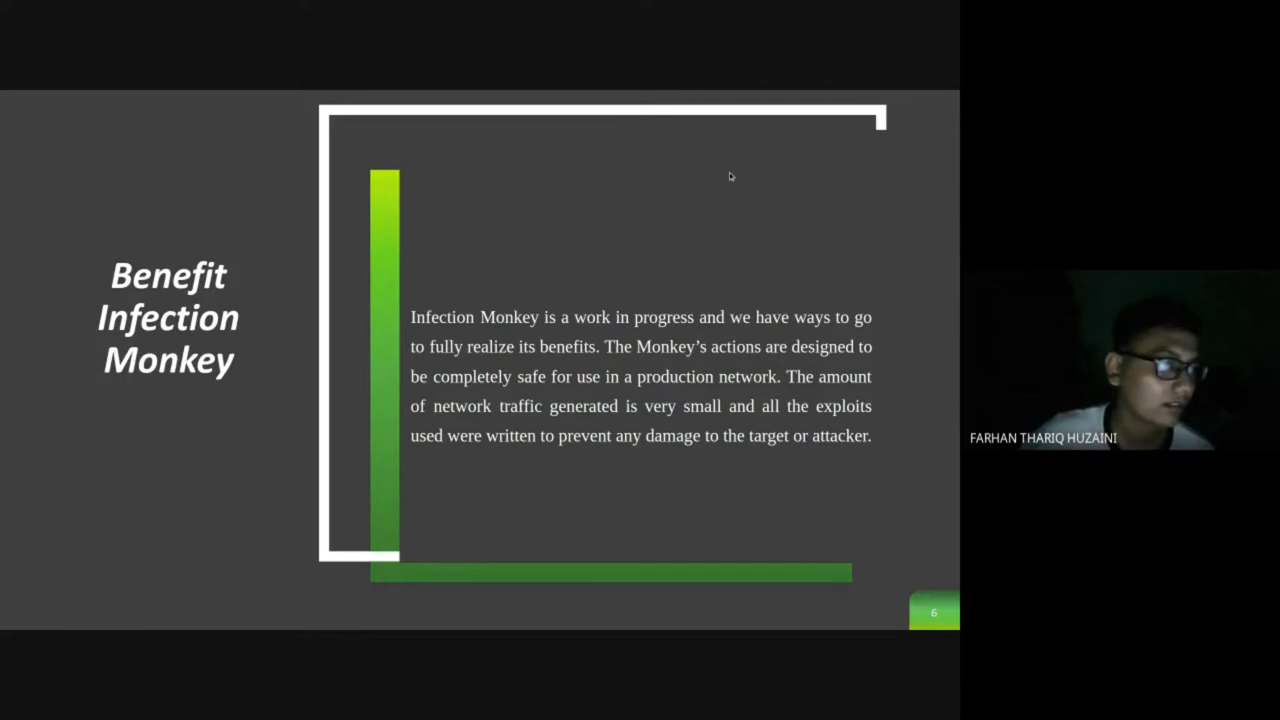 Benefit
Infection
Monkey
Infection Monkey is a work in progress and we have ways to go
to fully realize its benefits. The Monkey’s actions are designed to
be completely safe for use in a production network. The amount
of network traffic generated is very small and all the exploits
used were written to prevent any damage to the target or attacker.
6
FARHAN THARIQ HUZAINI